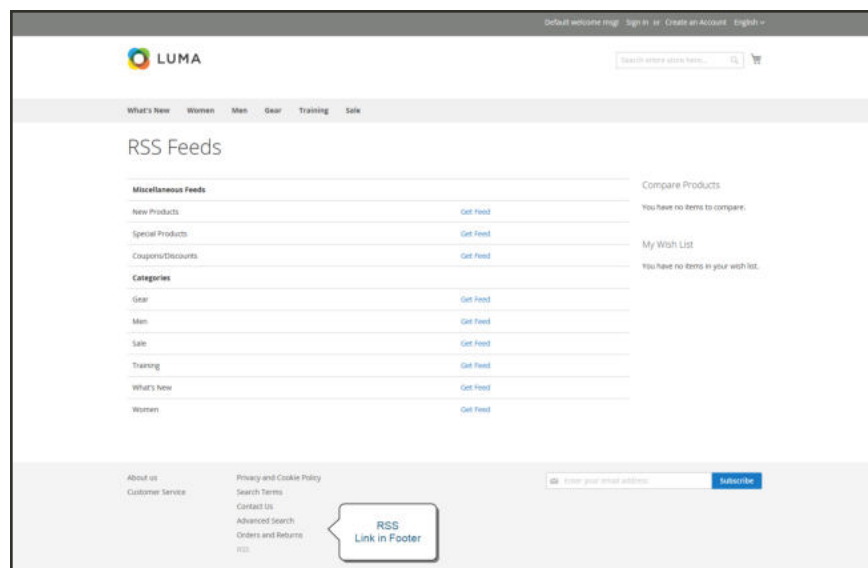 Default welcome msg! Sign In or Create an Account English
LUMA
Search entire store here...
What's New Women Men Gear Training Sale
RSS Feeds
Miscellaneous Feeds
New Products Get Feed
Special Products Get Feed
Coupons/Discounts Get Feed
Categories
Gear Get Feed
Men Get Feed
Sale Get Feed
Training Get Feed
What's New Get Feed
Women Get Feed
Compare Products
You have no items to compare.
My Wish List
You have no items in your wish list.
About us
Customer Service
Privacy and Cookie Policy
Search Terms
Contact Us
Advanced Search
Orders and Returns
RSS
RSS
Link in Footer
Enter your email address
Subscribe